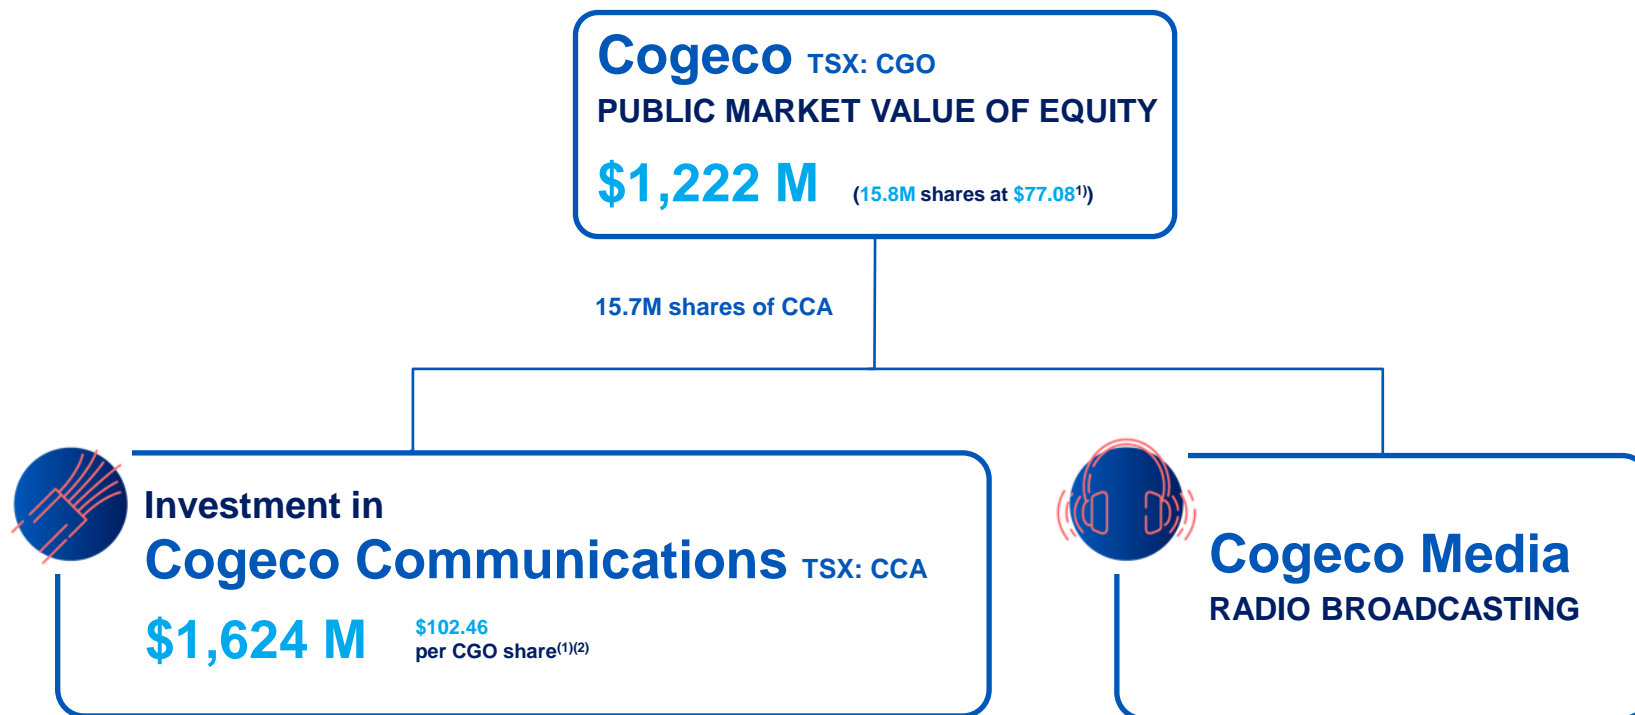 Cogeco TSX: CGO
PUBLIC MARKET VALUE OF EQUITY
$1,222 M (15.8M shares at $77.08¹⁾)
15.7M shares of CCA
Investment in
Cogeco Communications TSX: CCA
$1,624 M
$102.46
per CGO share⁽¹⁾⁽²⁾
Cogeco Media
RADIO BROADCASTING